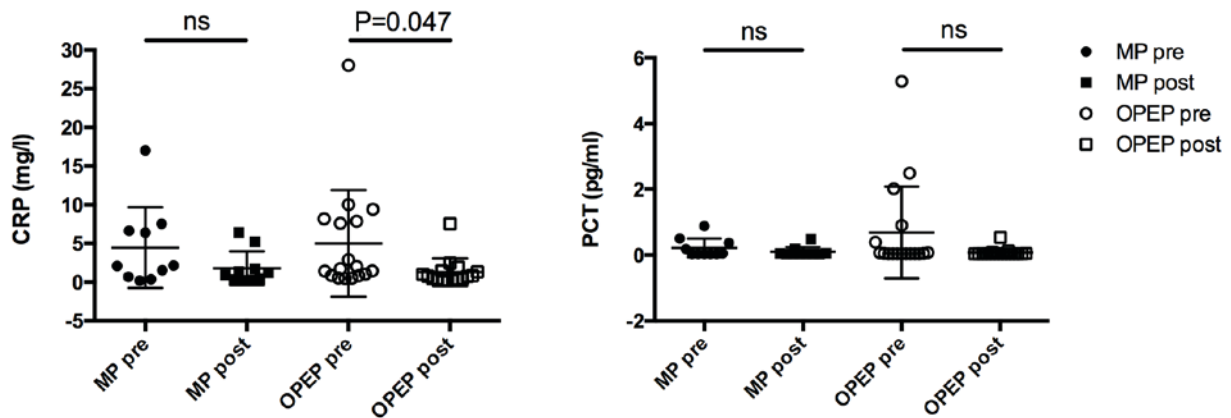 ns
P=0.047
CRP (mg/l)
30
25
20
15
10
5
0
-5
MP pre
MP post
OPEP pre
OPEP post
ns
ns
PCT (pg/ml)
6
4
2
0
-2
MP pre
MP post
OPEP pre
OPEP post
MP pre
MP post
OPEP pre
OPEP post